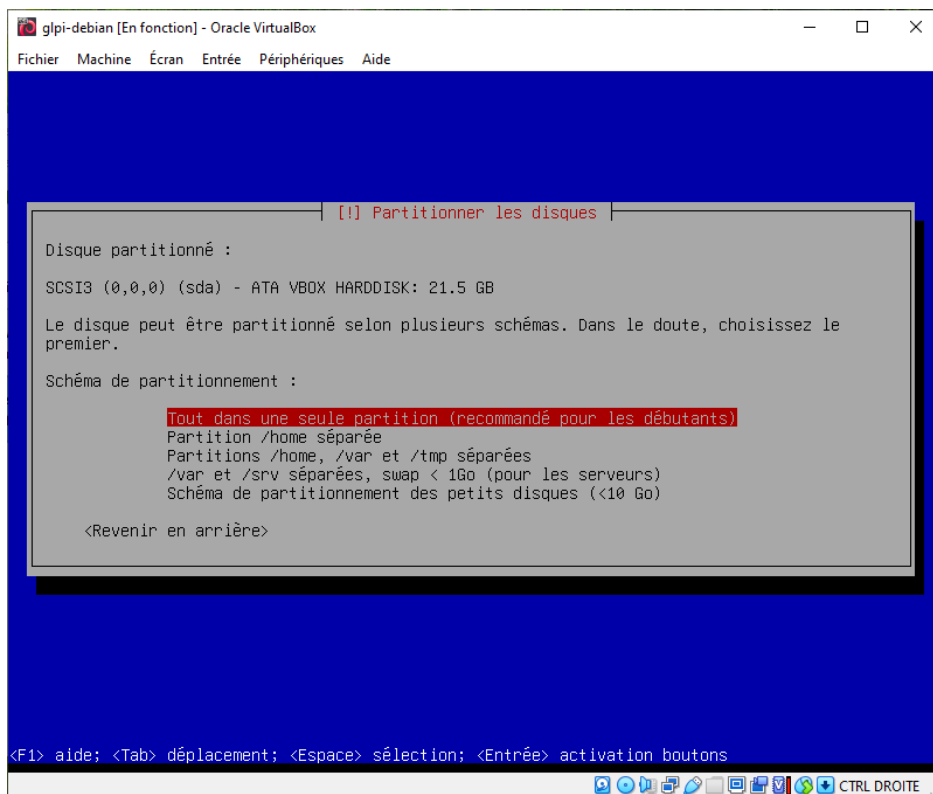 glpi-debian [En fonction] - Oracle VirtualBox
Fichier Machine Écran Entrée Périphériques Aide
[!] Partitionner les disques
Disque partitionné :
SCSI3 (0,0,0) (sda) - ATA VBOX HARDDISK: 21.5 GB
Le disque peut être partitionné selon plusieurs schémas. Dans le doute, choisissez le
premier.
Schéma de partitionnement :
Tout dans une seule partition (recommandé pour les débutants)
Partition /home séparée
Partitions /home, /var et /tmp séparées
/var et /srv séparées, swap < 1Go (pour les serveurs)
Schéma de partitionnement des petits disques (<10 Go)
<Revenir en arrière>
<F1> aide; <Tab> déplacement; <Espace> sélection; <Entrée> activation boutons
CTRL DROITE